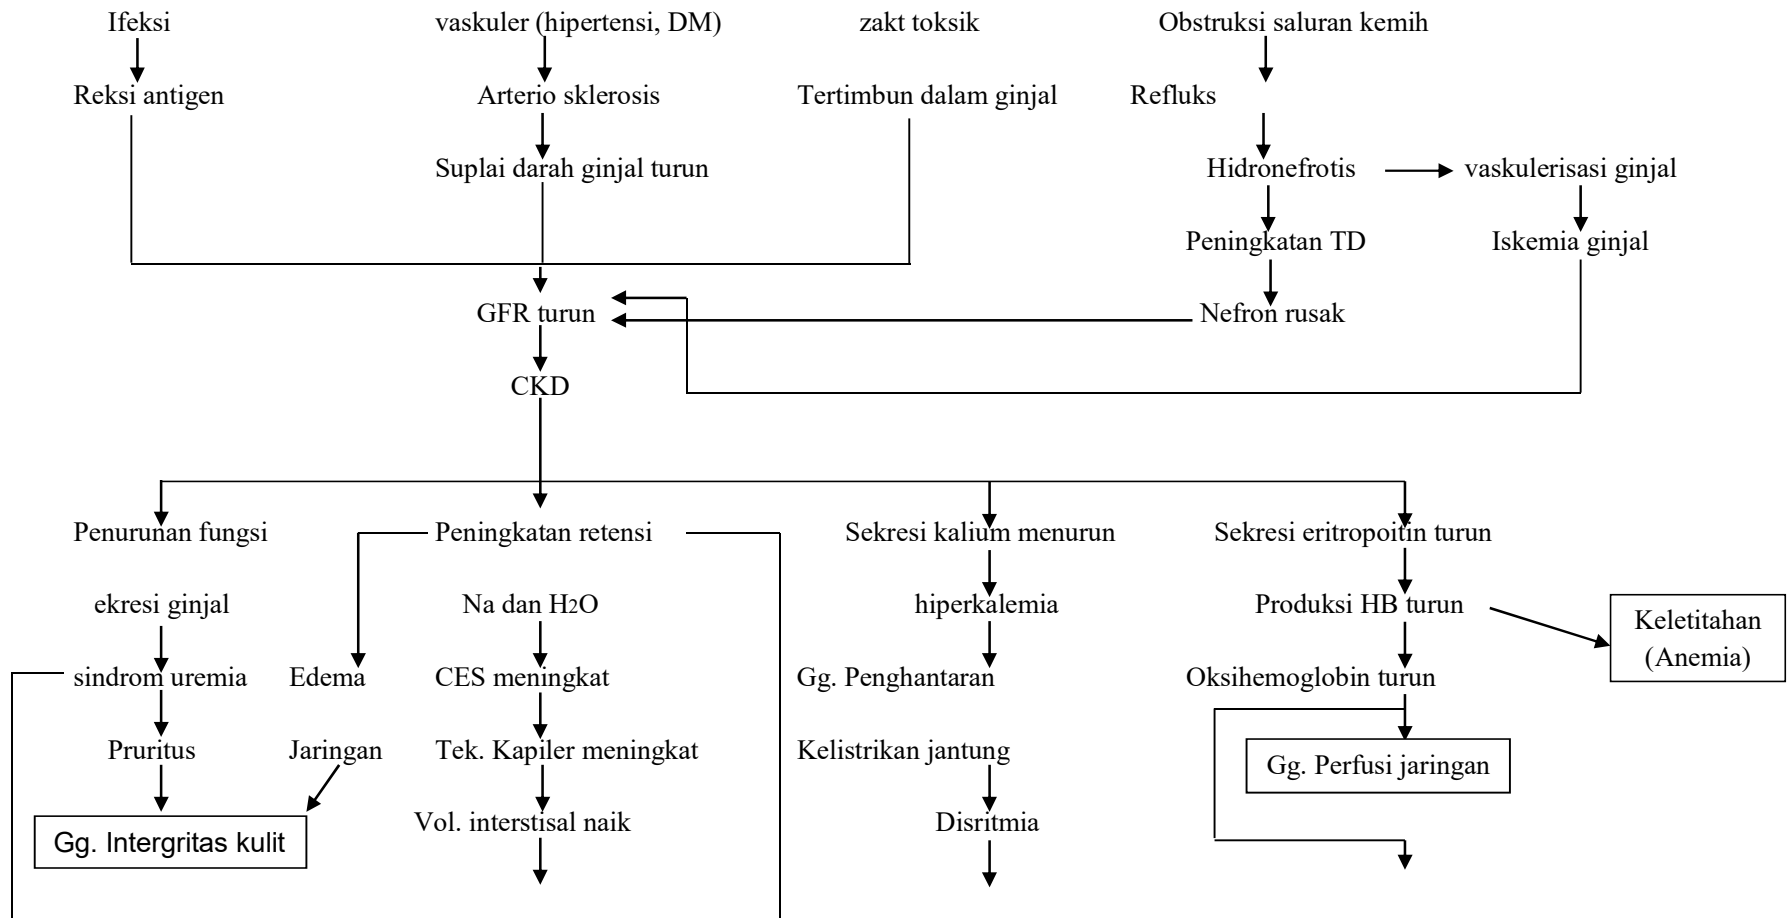 Ifeksi
vaskuler (hipertensi, DM)
zakt toksik
Obstruksi saluran kemih
Reksi antigen
Arterio sklerosis
Tertimbun dalam ginjal
Refluks
Suplai darah ginjal turun
Hidronefrotis
vaskulerisasi ginjal
Peningkatan TD
Iskemia ginjal
GFR turun
Nefron rusak
CKD
Penurunan fungsi
Peningkatan retensi
Sekresi kalium menurun
Sekresi eritropoitin turun
ekresi ginjal
Na dan H2O
hiperkalemia
Produksi HB turun
Keletitahan
(Anemia)
sindrom uremia
Edema
CES meningkat
Gg. Penghantaran
Oksihemoglobin turun
Pruritus
Jaringan
Tek. Kapiler meningkat
Kelistrikan jantung
Gg. Perfusi jaringan
Gg. Intergritas kulit
Vol. interstisal naik
Disritmia